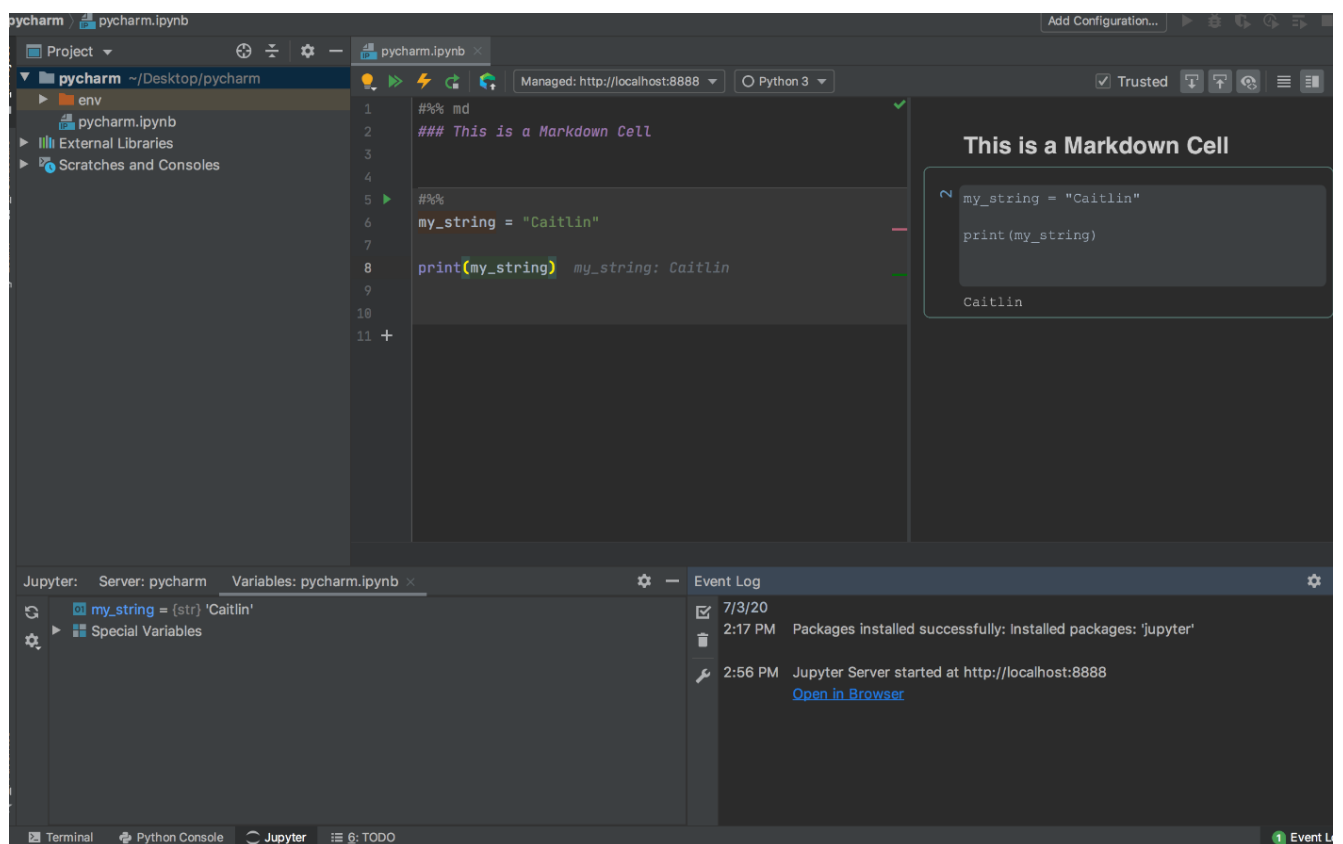 pycharm pycharm.ipynb Add Configuration...
Project pycharm.ipynb
pycharm ~/Desktop/pycharm
env
pycharm.ipynb
External Libraries
Scratches and Consoles
Managed: http://localhost:8888 Python 3 Trusted
1 #%% md
2 ### This is a Markdown Cell
3
4
5 #%%
6 my_string = "Caitlin"
7
8 print(my_string) my_string: Caitlin
9
10
11 +
This is a Markdown Cell
2 my_string = "Caitlin"
print(my_string)
Caitlin
Jupyter: Server: pycharm Variables: pycharm.ipynb
01 my_string = {str} 'Caitlin'
Special Variables
Event Log
7/3/20
2:17 PM Packages installed successfully: Installed packages: 'jupyter'
2:56 PM Jupyter Server started at http://localhost:8888
Open in Browser
Terminal Python Console Jupyter 6: TODO 1 Event